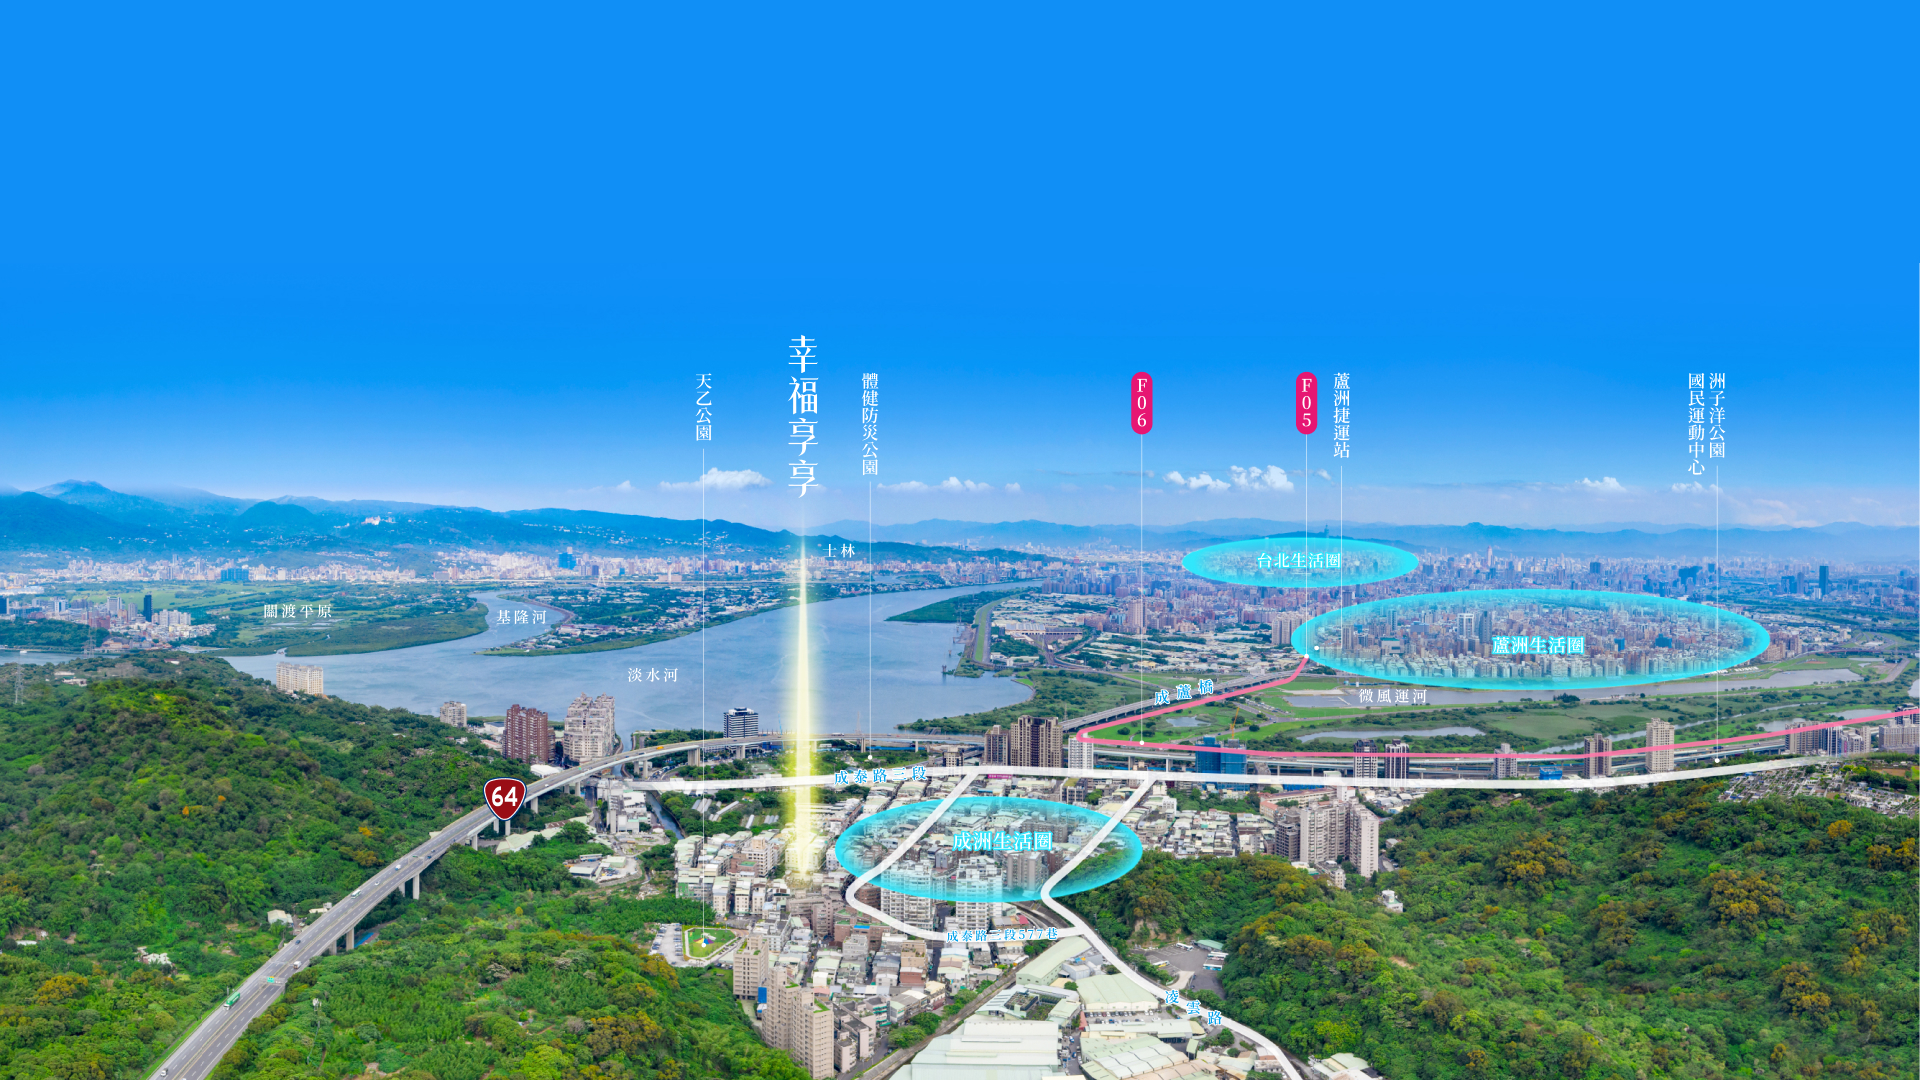 幸福享享
天乙公園
體健防災公園
F06
F05
蘆洲捷運站
洲子洋公園
國民運動中心
士林
台北生活圈
關渡平原
基隆河
蘆洲生活圈
淡水河
成蘆橋
微風運河
成泰路三段
64
成洲生活圈
成泰路三段577巷
凌雲路